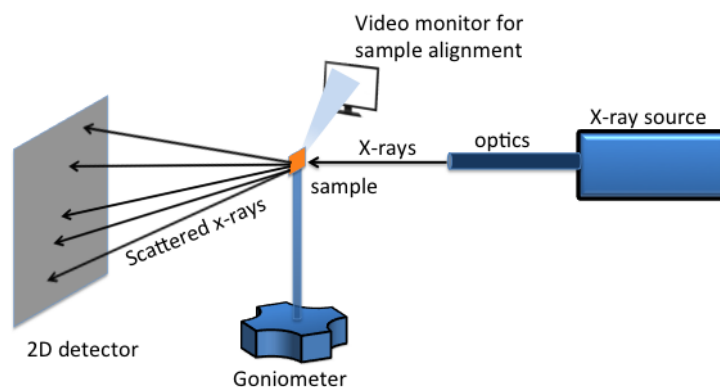 Video monitor for
sample alignment
X-ray source
X-rays
optics
sample
Scattered x-rays
2D detector
Goniometer